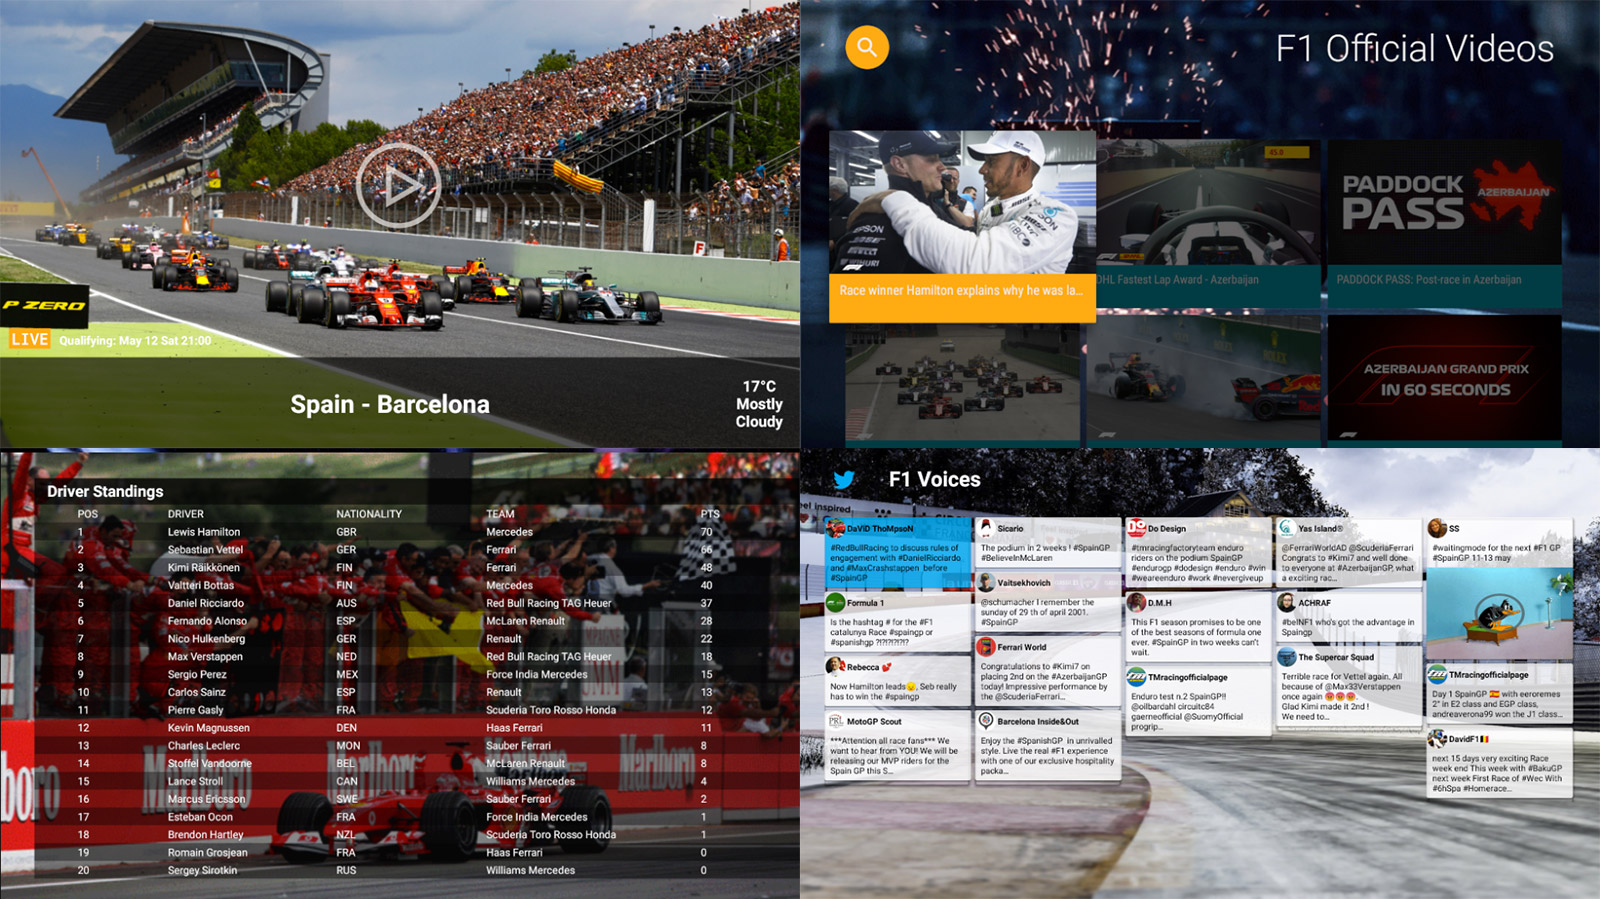 P ZERO
F
LIVE Qualifying: May 12 Sat 21:00
Spain - Barcelona
17°C
Mostly
Cloudy
F1 Official Videos
Race winner Hamilton explains why he was la...
DHL Fastest Lap Award - Azerbaijan
PADDOCK PASS AZERBAIJAN
PADDOCK PASS: Post-race in Azerbaijan
AZERBAIJAN GRAND PRIX
IN 60 SECONDS
Driver Standings
POS DRIVER NATIONALITY TEAM PTS
1 Lewis Hamilton GBR Mercedes 70
2 Sebastian Vettel GER Ferrari 66
3 Kimi Räikkönen FIN Ferrari 48
4 Valtteri Bottas FIN Mercedes 40
5 Daniel Ricciardo AUS Red Bull Racing TAG Heuer 37
6 Fernando Alonso ESP McLaren Renault 28
7 Nico Hulkenberg GER Renault 22
8 Max Verstappen NED Red Bull Racing TAG Heuer 18
9 Sergio Perez MEX Force India Mercedes 15
10 Carlos Sainz ESP Renault 13
11 Pierre Gasly FRA Scuderia Toro Rosso Honda 12
12 Kevin Magnussen DEN Haas Ferrari 11
13 Charles Leclerc MON Sauber Ferrari 8
14 Stoffel Vandoorne BEL McLaren Renault 8
15 Lance Stroll CAN Williams Mercedes 4
16 Marcus Ericsson SWE Sauber Ferrari 2
17 Esteban Ocon FRA Force India Mercedes 1
18 Brendon Hartley NZL Scuderia Toro Rosso Honda 1
19 Romain Grosjean FRA Haas Ferrari 0
20 Sergey Sirotkin RUS Williams Mercedes 0
Marlboro
F1 Voices
DaViD ThoMpsoN
#RedBullRacing to discuss rules of
engagement with #DanielRicciardo
and #MaxCrashstappen before
#SpainGP
Formula 1
Is the hashtag # for the #F1
catalunya Race #spaingp or
#spanishgp ?!?!?!?!?!?
Rebecca 💕
Now Hamilton leads😟, Seb really
has to win the #spaingp
MotoGP Scout
***Attention all race fans*** We
want to hear from YOU! We will be
releasing our MVP riders for the
Spain GP this S...
Sicario
The podium in 2 weeks ! #SpainGP
#BelieveInMcLaren
Vaitsekhovich
@schumacher I remember the
sunday of 29 th of april 2001.
#SpainGP
Ferrari World
Congratulations to #Kimi7 on
placing 2nd on the #AzerbaijanGP
today! Impressive performance by
the @ScuderiaFerrari...
Barcelona Inside&Out
Enjoy the #SpanishGP in unrivalled
style. Live the real #F1 experience
with one of our exclusive hospitality
packa...
Do Design
#tmracingfactoryteam enduro
riders on the podium SpainGP
#endurogp #dodesign #enduro #win
#weareenduro #work #nevergiveup
D.M.H
This F1 season promises to be one
of the best seasons of formula one
ever. #SpainGP in two weeks can't
wait.
TMracingofficialpage
Enduro test n.2 SpainGP!!
@oilbardahl circuitc84
gaerneofficial @SuomyOfficial
progrip...
Yas Island®
@FerrariWorldAD @ScuderiaFerrari
Congrats to #Kimi7 and well done
to everyone at #AzerbaijanGP, what
a exciting rac...
ACHRAF
#beINF1 who's got the advantage in
Spaingp
The Supercar Squad
Terrible race for Vettel again. All
because of @Max33Verstappen
once again 😡😡😡.
Glad Kimi made it 2nd !
We need to...
SS
#waitingmode for the next #F1 GP
#SpainGP 11-13 may
TMracingofficialpage
Day 1 SpainGP 🇪🇸 with eeroremes
2° in E2 class and EGP class,
andreaverona99 won the J1 class...
DavidF1🇧🇪
next 15 days very exciting Race
week end This week with #BakuGP
next week First Race of #Wec With
#6hSpa #Homerace...